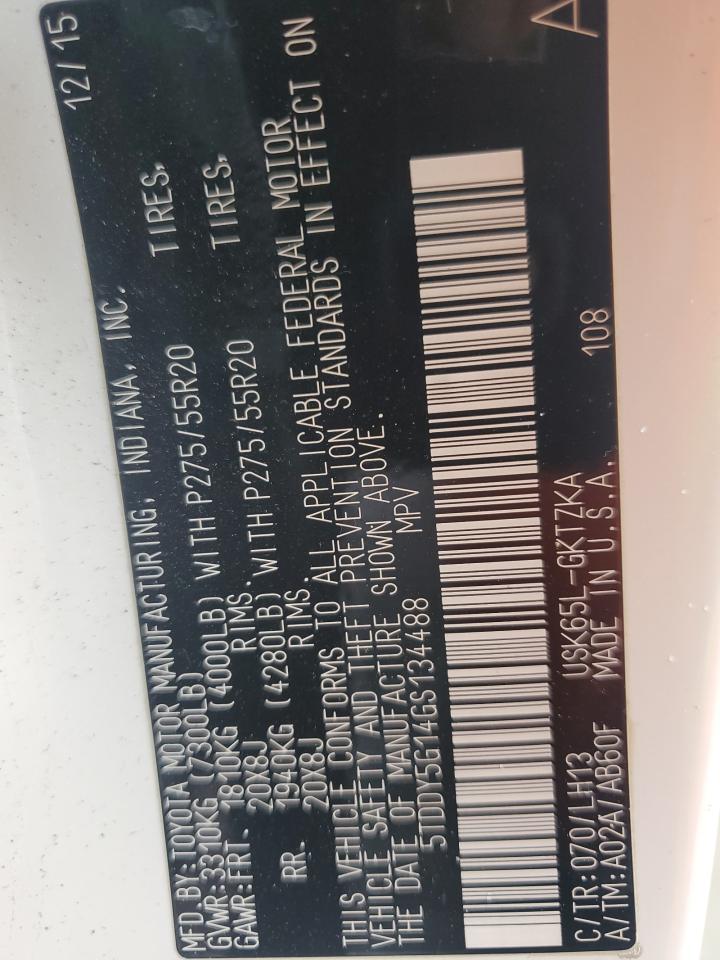 MFD.BY:TOYOTA MOTOR MANUFACTURING, INDIANA, INC. 12/15
GVWR:3310KG (7300LB)
GAWR:FRT. 1810KG (4000LB) WITH P275/55R20 TIRES,
20X8J RIMS.
RR. 1940KG (4280LB) WITH P275/55R20 TIRES,
20X8J RIMS.
THIS VEHICLE CONFORMS TO ALL APPLICABLE FEDERAL MOTOR
VEHICLE SAFETY AND THEFT PREVENTION STANDARDS IN EFFECT ON
THE DATE OF MANUFACTURE SHOWN ABOVE.
5TDDY5G14GS134488 MPV
C/TR:070/LH13 USK65L-GKTZKA 108 A
A/TM:A02A/AB60F MADE IN U.S.A.